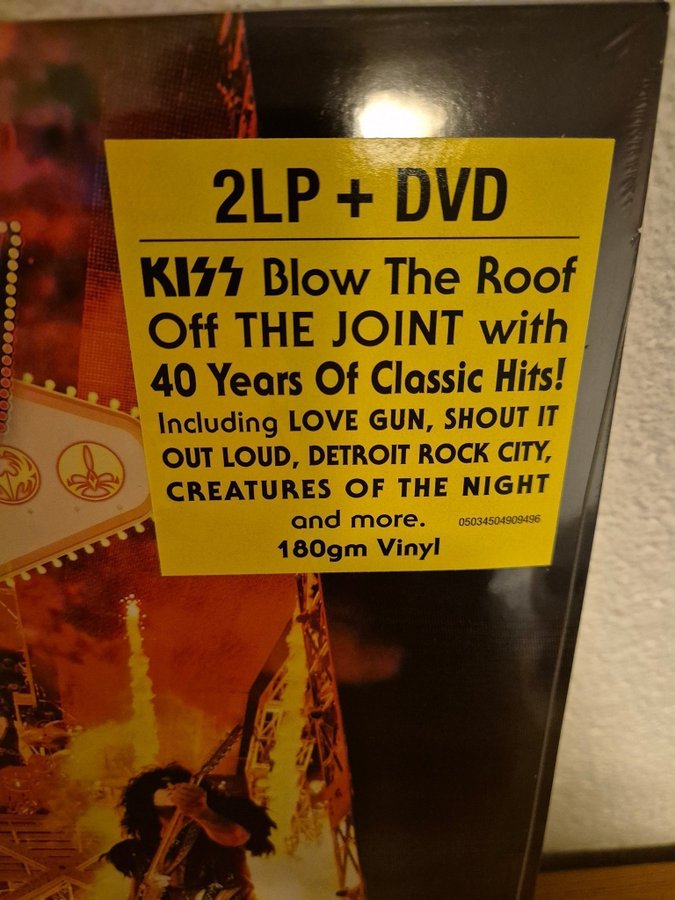 2LP + DVD
KISS Blow The Roof
Off THE JOINT with
40 Years Of Classic Hits!
Including LOVE GUN, SHOUT IT
OUT LOUD, DETROIT ROCK CITY,
CREATURES OF THE NIGHT
and more. 05034504909496
180gm Vinyl